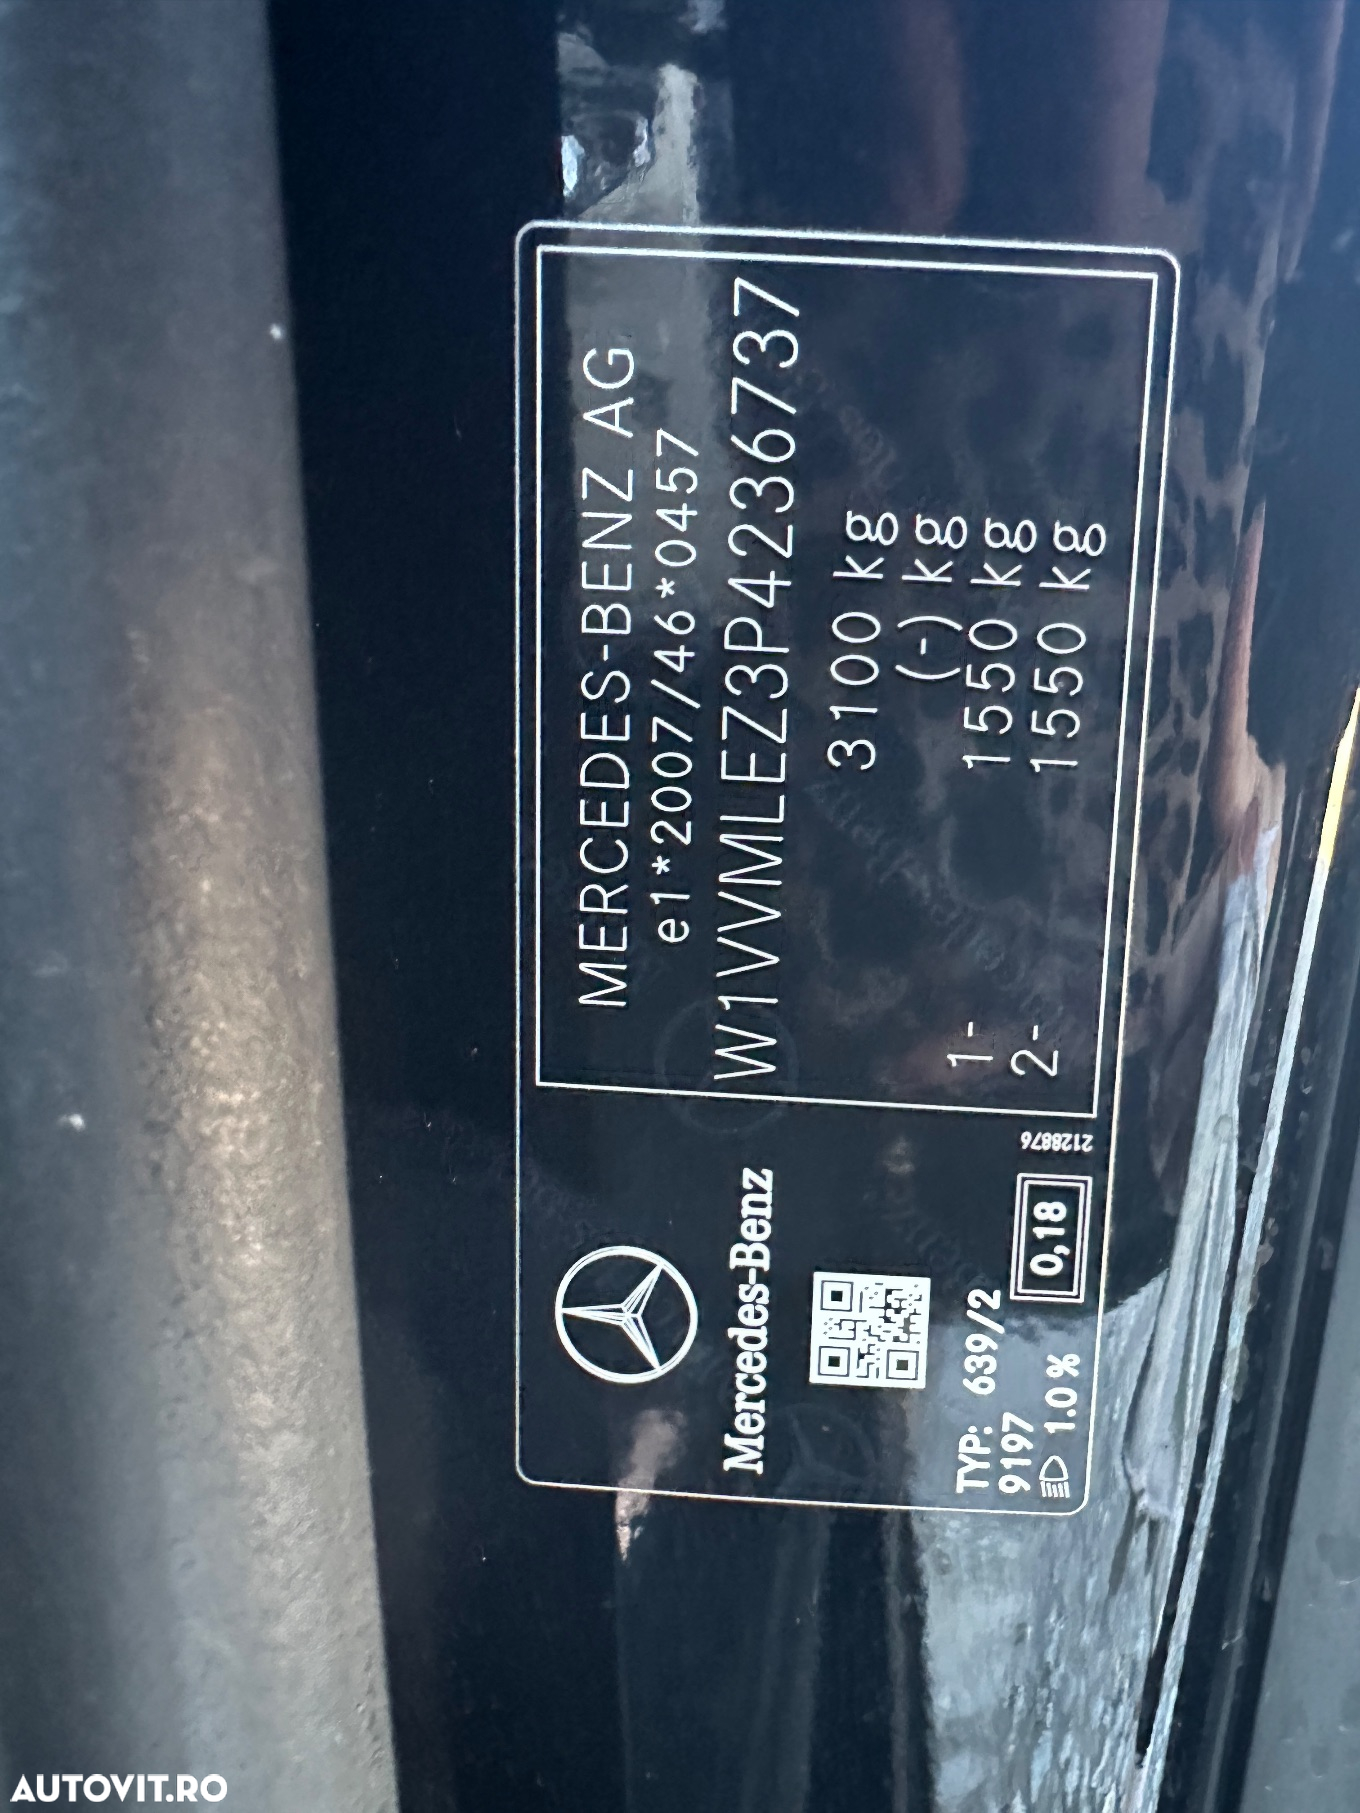 MERCEDES-BENZ AG
e1*2007/46*0457
W1VVMLEZ3P4236737
3100 kg
(-) kg
1- 1550 kg
2- 1550 kg
Mercedes-Benz
TYP: 639/2
9197
1.0%
0,18
2128876
AUTOVIT.RO